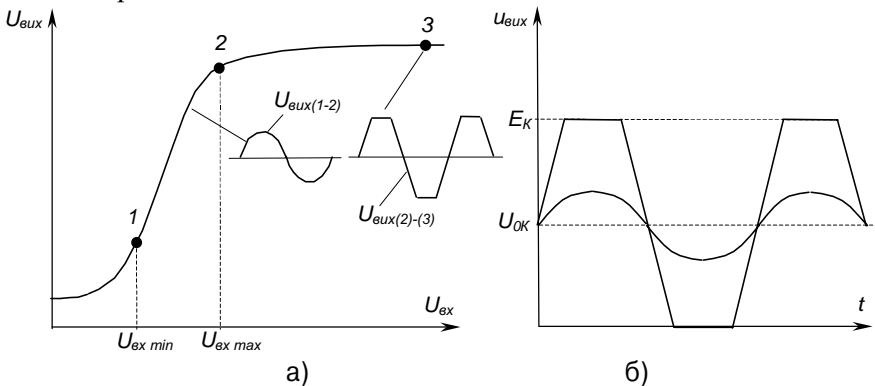 Uвих
2
3
uвих
Uвих(1-2)
EК
1
Uвих(2)-(3)
U0К
Uвх
t
Uвх min
Uвх max
а)
б)